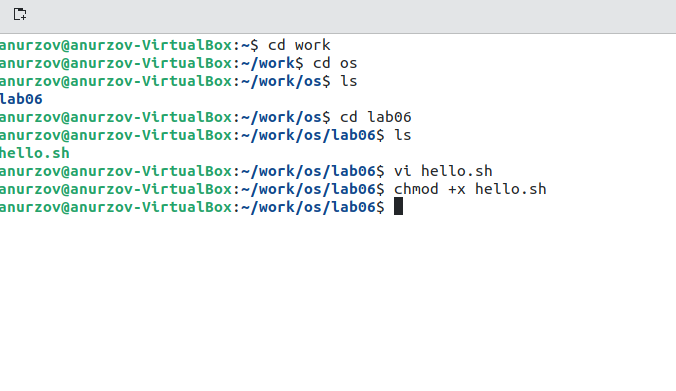 anurzov@anurzov-VirtualBox:~$ cd work
anurzov@anurzov-VirtualBox:~/work$ cd os
anurzov@anurzov-VirtualBox:~/work/os$ ls
lab06
anurzov@anurzov-VirtualBox:~/work/os$ cd lab06
anurzov@anurzov-VirtualBox:~/work/os/lab06$ ls
hello.sh
anurzov@anurzov-VirtualBox:~/work/os/lab06$ vi hello.sh
anurzov@anurzov-VirtualBox:~/work/os/lab06$ chmod +x hello.sh
anurzov@anurzov-VirtualBox:~/work/os/lab06$